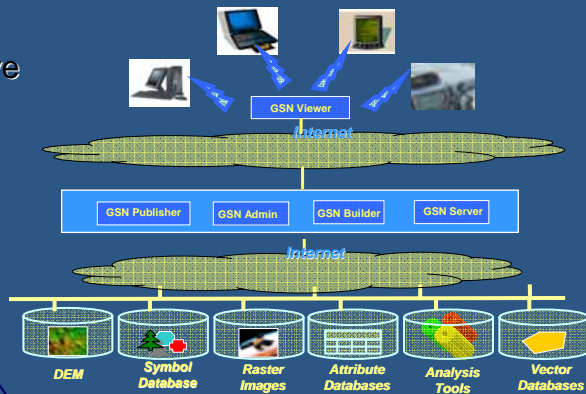 ve
GSN Viewer
Internet
GSN Publisher
GSN Admin
GSN Builder
GSN Server
Internet
DEM
Symbol
Database
Raster
Images
Attribute
Databases
Analysis
Tools
Vector
Databases